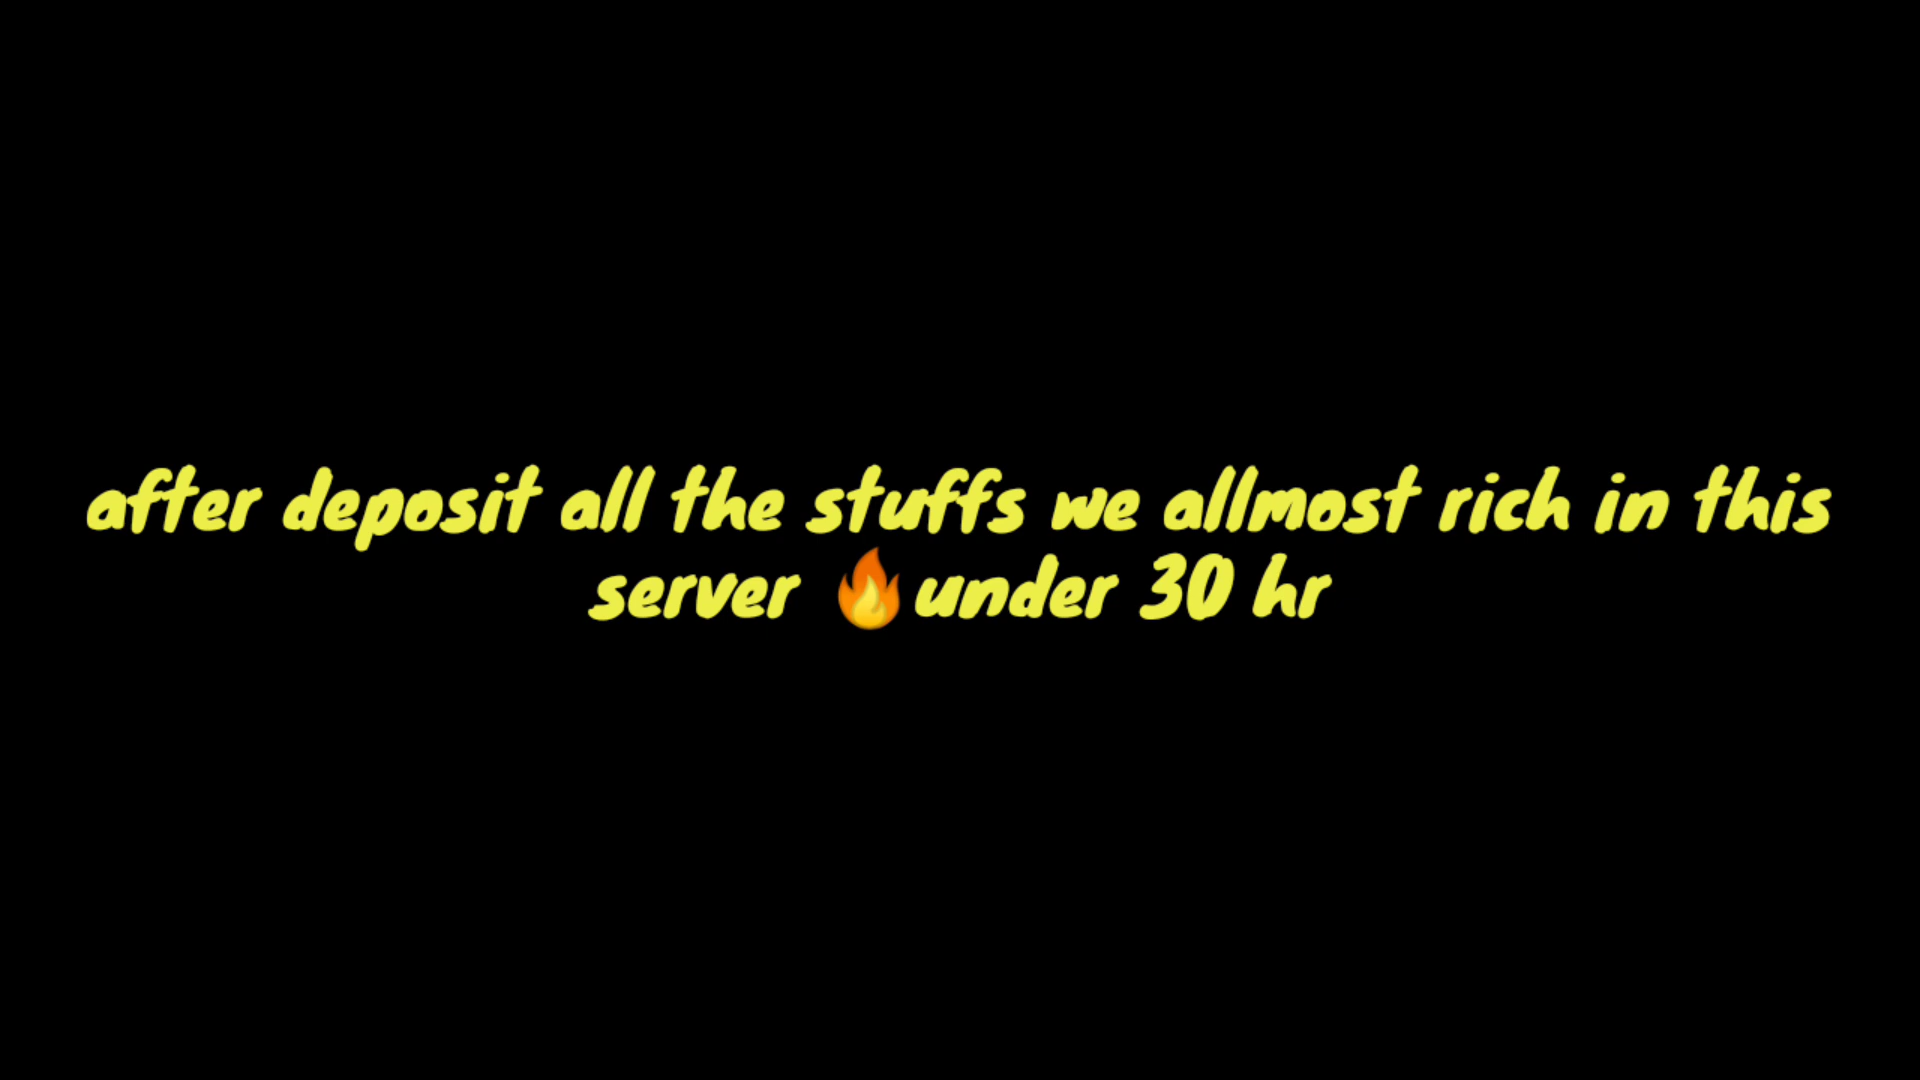 after deposit all the stuffs we allmost rich in this
server 🔥under 30 hr